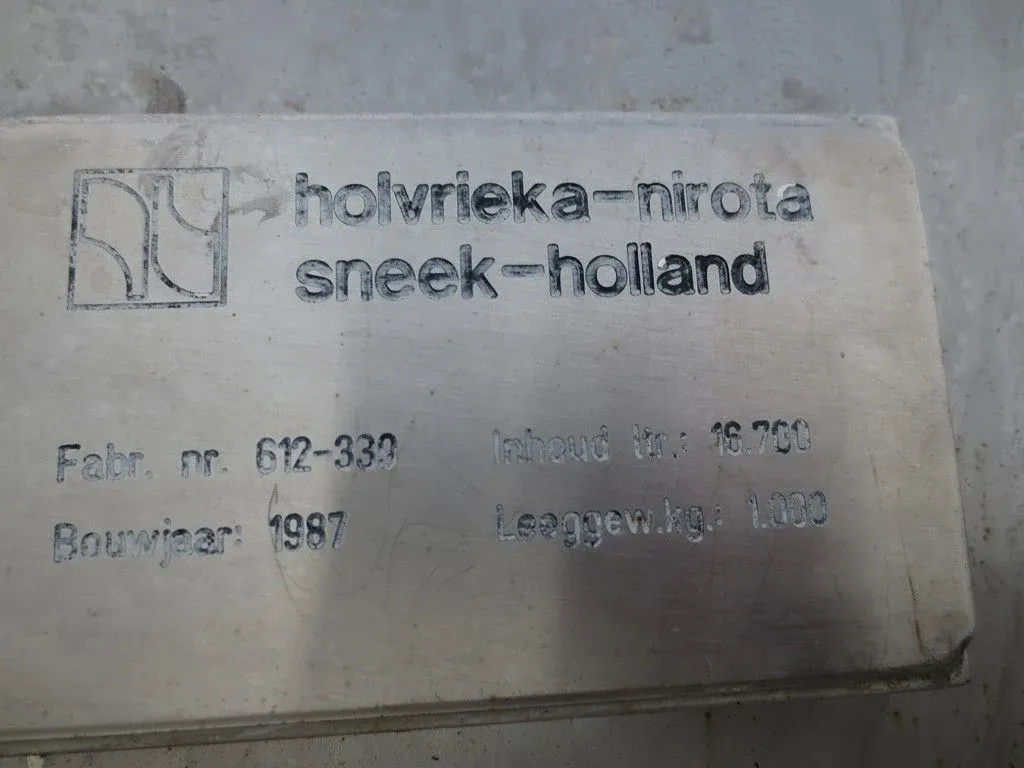 holvrieka-nirota
sneek-holland
Fabr. nr. 612-339 Inhoud ltr.: 16.700
Bouwjaar: 1987 Leeggew.kg.: 1.000